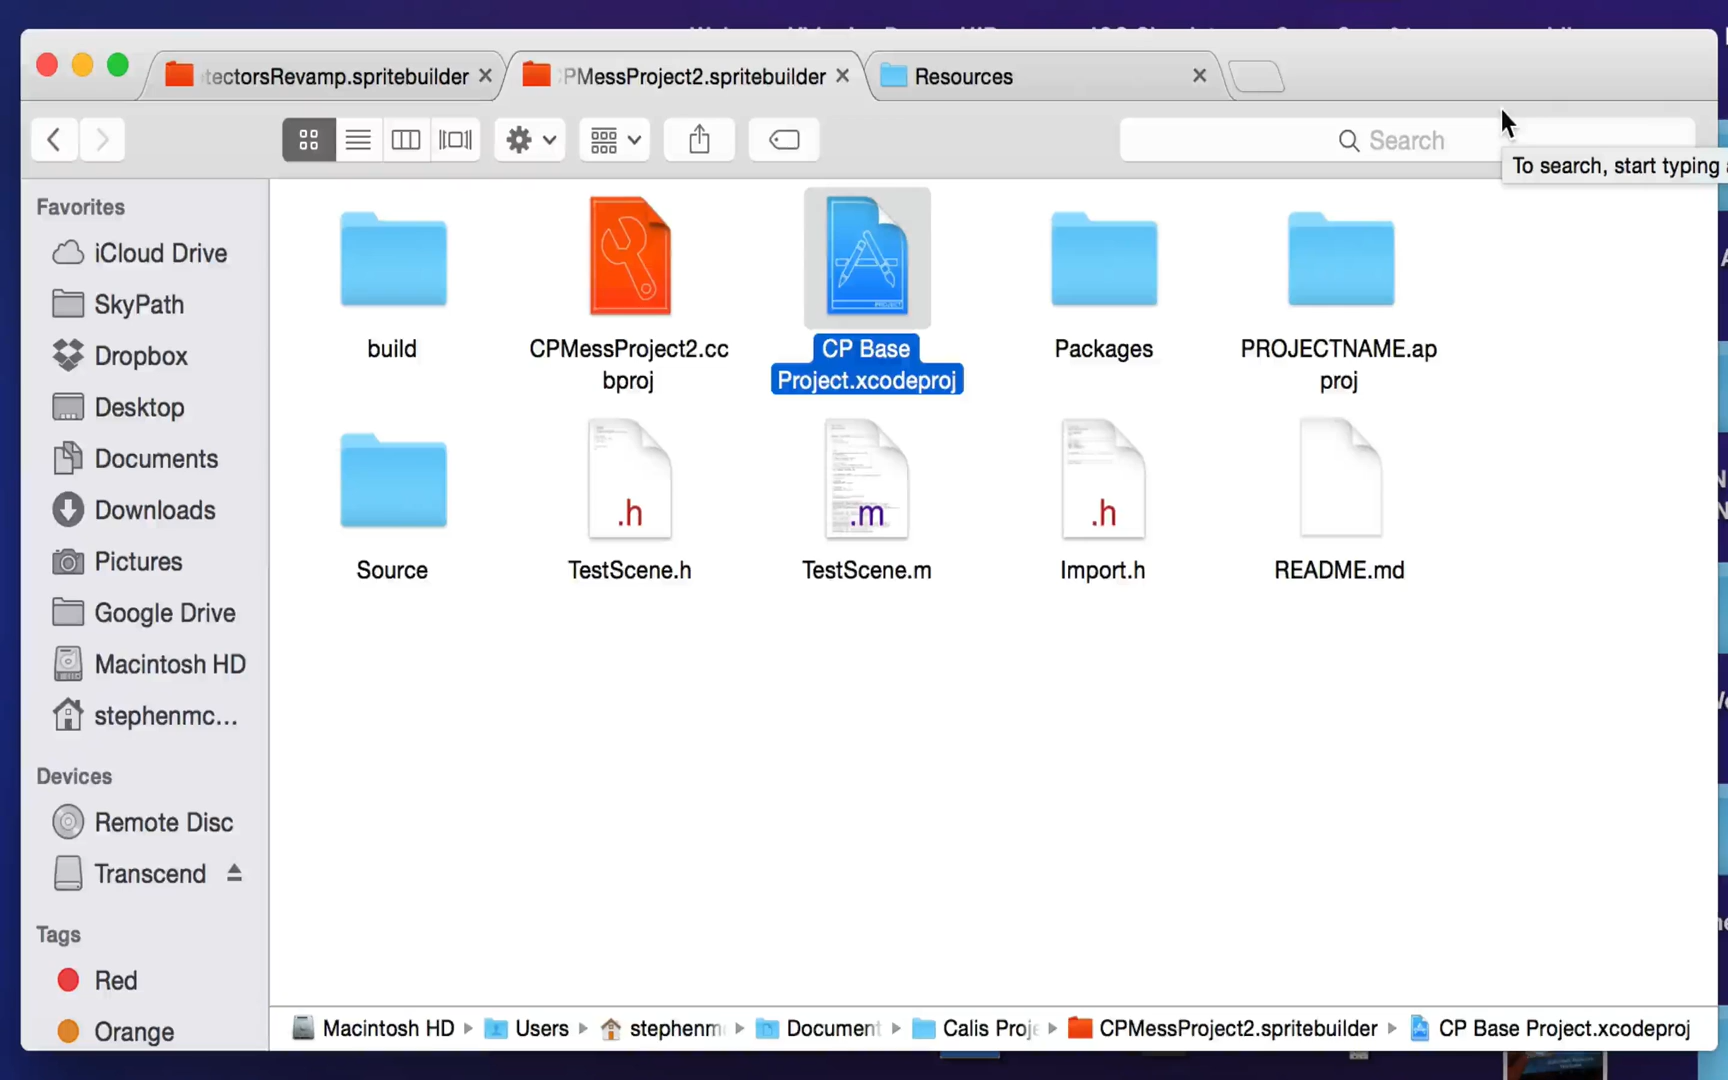 tectorsRevamp.spritebuilder
PMessProject2.spritebuilder
Resources
Search
To search, start typing
Favorites
iCloud Drive
SkyPath
Dropbox
Desktop
Documents
Downloads
Pictures
Google Drive
Macintosh HD
stephenmc...
Devices
Remote Disc
Transcend
Tags
Red
Orange
build
CPMessProject2.cc
bproj
CP Base
Project.xcodeproj
PROJECT
Packages
PROJECTNAME.ap
proj
Source
.h
TestScene.h
.m
TestScene.m
.h
Import.h
README.md
Macintosh HD
Users
stephenm
Document
Calis Proj
CPMessProject2.spritebuilder
CP Base Project.xcodeproj